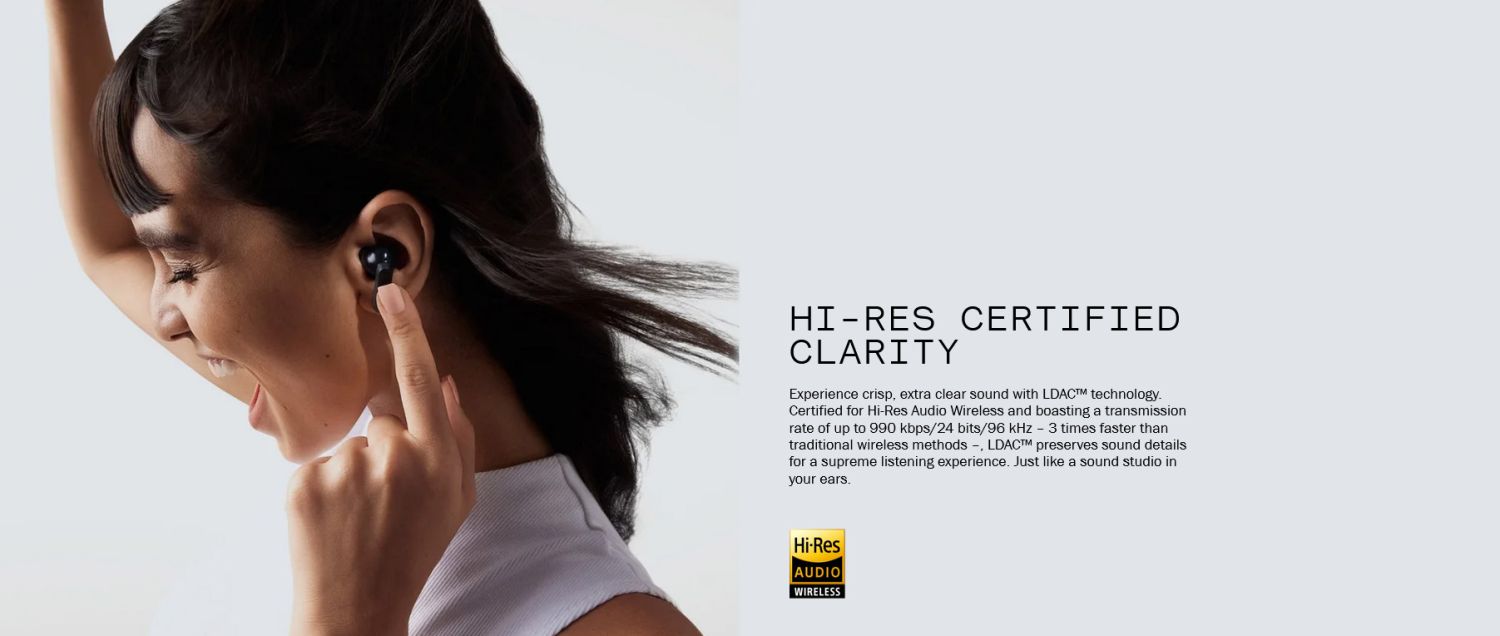 HI-RES CERTIFIED
CLARITY
Experience crisp, extra clear sound with LDAC™ technology.
Certified for Hi-Res Audio Wireless and boasting a transmission
rate of up to 990 kbps/24 bits/96 kHz – 3 times faster than
traditional wireless methods –, LDAC™ preserves sound details
for a supreme listening experience. Just like a sound studio in
your ears.
Hi-Res
AUDIO
WIRELESS